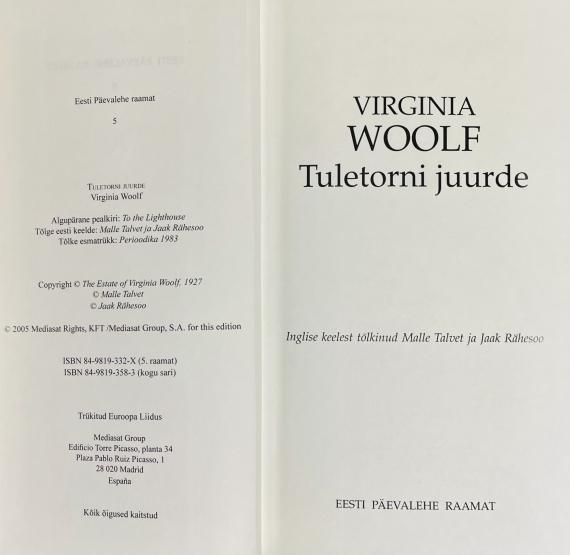 Eesti Päevalehe raamat
5
TULETORNI JUURDE
Virginia Woolf
Algupärane pealkiri: To the Lighthouse
Tõlge eesti keelde: Malle Talvet ja Jaak Rähesoo
Tõlke esmatrükk: Perioodika 1983
Copyright © The Estate of Virginia Woolf, 1927
© Malle Talvet
© Jaak Rähesoo
© 2005 Mediasat Rights, KFT /Mediasat Group, S.A. for this edition
ISBN 84-9819-332-X (5. raamat)
ISBN 84-9819-358-3 (kogu sari)
Trükitud Euroopa Liidus
Mediasat Group
Edificio Torre Picasso, planta 34
Plaza Pablo Ruiz Picasso, 1
28 020 Madrid
España
Kõik õigused kaitstud
VIRGINIA
WOOLF
Tuletorni juurde
Inglise keelest tõlkinud Malle Talvet ja Jaak Rähesoo
EESTI PÄEVALEHE RAAMAT